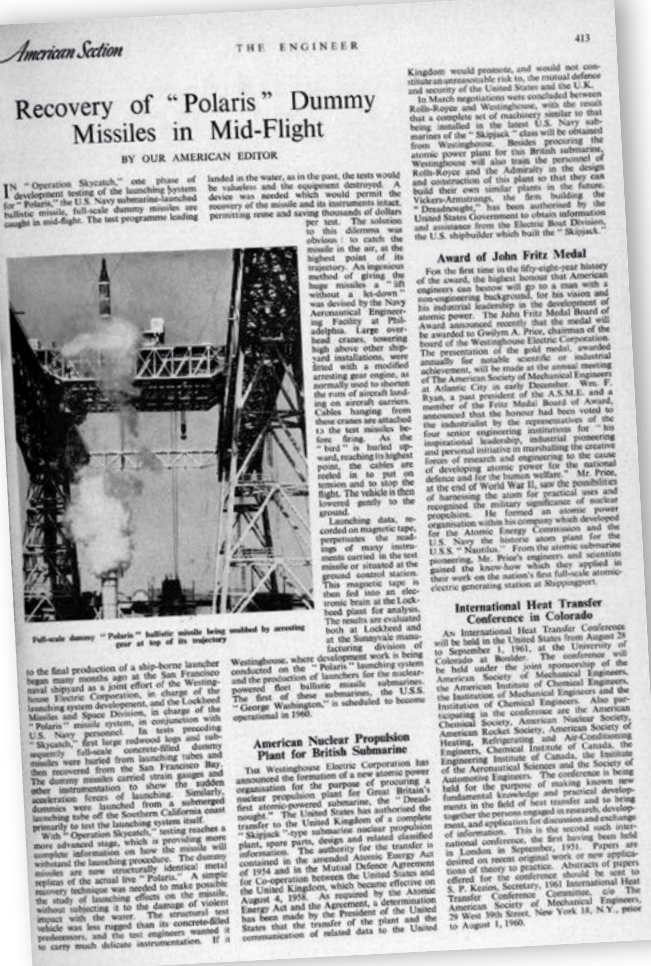 American Section
THE ENGINEER
413
Recovery of “Polaris” Dummy
Missiles in Mid-Flight
BY OUR AMERICAN EDITOR
IN “Operation Skycatch,” one phase of
development testing of the launching system
for “Polaris,” the U.S. Navy submarine-launched
ballistic missile, full-scale dummy missiles are
caught in mid-flight. The test programme leading
Full-scale dummy “Polaris” ballistic missile being snubbed by arresting
gear at top of its trajectory
to the final production of a ship-borne launcher
began many months ago at the San Francisco
naval shipyard as a joint effort of the Westing-
house Electric Corporation, in charge of the
launching system development, and the Lockheed
Missiles and Space Division, in charge of the
“Polaris” missile system, in conjunction with
U.S. Navy personnel. In tests preceding
“Skycatch,” first large redwood logs and sub-
sequently full-scale concrete-filled dummy
missiles were buried from launching tubes and
then recovered from the San Francisco Bay.
The dummy missiles carried strain gauges and
other instrumentation to show the sudden
acceleration forces of launching. Similarly,
dummies were launched from a submerged
launching tube off the Southern California coast
primarily to test the launching system itself.
With “Operation Skycatch,” testing reaches a
more advanced stage, which is providing more
complete information on how the missile will
withstand the launching procedure. The dummy
missiles are now structurally identical metal
replicas of the actual live “Polaris.” A simple
recovery technique was needed to make possible
the study of launching effects on the missile
without subjecting it to the damage of violent
impact with the water. The structural test
vehicle was less rugged than its concrete-filled
predecessors, and the test engineers wanted it
to carry much delicate instrumentation. If it
landed in the water, as in the past, the tests would
be valueless and the equipment destroyed. A
device was needed which would permit the
recovery of the missile and its instruments intact,
permitting reuse and saving thousands of dollars
per test. The solution
to this dilemma was
obvious: to catch the
missile in the air, at the
highest point of its
trajectory. An ingenious
method of giving the
huge missiles a “lift
without a let-down”
was devised by the Navy
Aeronautical Engineer-
ing Facility at Phil-
adelphia. Large over-
head cranes, towering
high above other ship-
yard installations, were
fitted with a modified
arresting gear engine, as
normally used to shorten
the runs of aircraft land-
ing on aircraft carriers.
Cables hanging from
these cranes are attached
to the test missiles be-
fore firing. As the
“bird” is hurled up-
ward, reaching its highest
point, the cables are
reeled in to put on
tension and to stop the
flight. The vehicle is then
lowered gently to the
ground.
Launching data, re-
corded on magnetic tape,
perpetuates the read-
ings of many instru-
ments carried in the test
missile or situated at the
ground control station.
This magnetic tape is
then fed into an elec-
tronic brain at the Lock-
heed plant for analysis.
The results are evaluated
both at Lockheed and
at the Sunnyvale manu-
facturing division of
Westinghouse, where development work is being
conducted on the “Polaris” launching system
and the production of launchers for the nuclear-
powered fleet ballistic missile submarines.
The first of these submarines, the U.S.S.
“George Washington,” is scheduled to become
operational in 1960.
American Nuclear Propulsion
Plant for British Submarine
THE Westinghouse Electric Corporation has
announced the formation of a new atomic power
organisation for the purpose of procuring a
nuclear propulsion plant for Great Britain's
first atomic-powered submarine, the “Dread-
nought.” The United States has authorised the
transfer to the United Kingdom of a complete
“Skipjack”-type submarine nuclear propulsion
plant, spare parts, design and related classified
information. The authority for the transfer is
contained in the amended Atomic Energy Act
of 1954 and in the Mutual Defence Agreement
for Co-operation between the United States and
the United Kingdom, which became effective on
August 4, 1958. As required by the Atomic
Energy Act and the Agreement, a determination
has been made by the President of the United
States that the transfer of the plant and the
communication of related data to the United
Kingdom would promote, and would not con-
stitute an unreasonable risk to, the mutual defence
and security of the United States and the U.K.
In March negotiations were concluded between
Rolls-Royce and Westinghouse, with the result
that a complete set of machinery similar to that
being installed in the latest U.S. Navy sub-
marines of the “Skipjack” class will be obtained
from Westinghouse. Besides procuring the
atomic power plant for this British submarine,
Westinghouse will also train the personnel of
Rolls-Royce and the Admiralty in the design
and construction of this plant so that they can
build their own similar plants in the future.
Vickers-Armstrongs, the firm building the
“Dreadnought,” has been authorised by the
United States Government to obtain information
and assistance from the Electric Boat Division,
the U.S. shipbuilder which built the “Skipjack.”
Award of John Fritz Medal
FOR the first time in the fifty-eight-year history
of the award, the highest honour that American
engineers can bestow will go to a man with a
non-engineering background, for his vision and
his industrial leadership in the development of
atomic power. The John Fritz Medal Board of
Award announced recently that the medal will
be awarded to Gwilym A. Price, chairman of the
board of the Westinghouse Electric Corporation.
The presentation of the gold medal, awarded
annually for notable scientific or industrial
achievement, will be made at the annual meeting
of The American Society of Mechanical Engineers
at Atlantic City in early December. Wm. F.
Ryan, a past president of the A.S.M.E. and a
member of the Fritz Medal Board of Award,
announced that the honour had been voted to
the industrialist by the representatives of the
four senior engineering institutions for “his
inspirational leadership, industrial pioneering
and personal initiative in marshalling the creative
forces of research and engineering to the cause
of developing atomic power for the national
defence and for the human welfare.” Mr. Price,
at the end of World War II, saw the possibilities
of harnessing the atom for practical uses and
recognised the military significance of nuclear
propulsion. He formed an atomic power
organisation within his company which developed
for the Atomic Energy Commission and the
U.S. Navy the historic atom plant for the
U.S.S. “Nautilus.” From the atomic submarine
pioneering, Mr. Price's engineers and scientists
gained the know-how which they applied in
their work on the nation's first full-scale atomic-
electric generating station at Shippingport.
International Heat Transfer
Conference in Colorado
AN International Heat Transfer Conference
will be held in the United States from August 28
to September 1, 1961, at the University of
Colorado at Boulder. The conference will
be held under the joint sponsorship of the
American Society of Mechanical Engineers,
the American Institute of Chemical Engineers,
the Institution of Mechanical Engineers and the
Institution of Chemical Engineers. Also par-
ticipating in the conference are the American
Chemical Society, American Nuclear Society,
American Rocket Society, American Society of
Heating, Refrigerating and Air-Conditioning
Engineers, Chemical Institute of Canada, the
Engineering Institute of Canada, the Institute
of the Aeronautical Sciences and the Society of
Automotive Engineers. The conference is being
held for the purpose of making known new
fundamental knowledge and practical develop-
ments in the field of heat transfer and to bring
together the persons engaged in research, develop-
ment, and application for discussion and exchange
of information. This is the second such inter-
national conference, the first having been held
in London in September, 1951. Papers are
desired on recent original work or new applica-
tions of theory to practice. Abstracts of papers
offered for the conference should be sent to
S. P. Kezios, Secretary, 1961 International Heat
Transfer Conference Committee, c/o The
American Society of Mechanical Engineers,
29 West 39th Street, New York 18, N.Y., prior
to August 1, 1960.